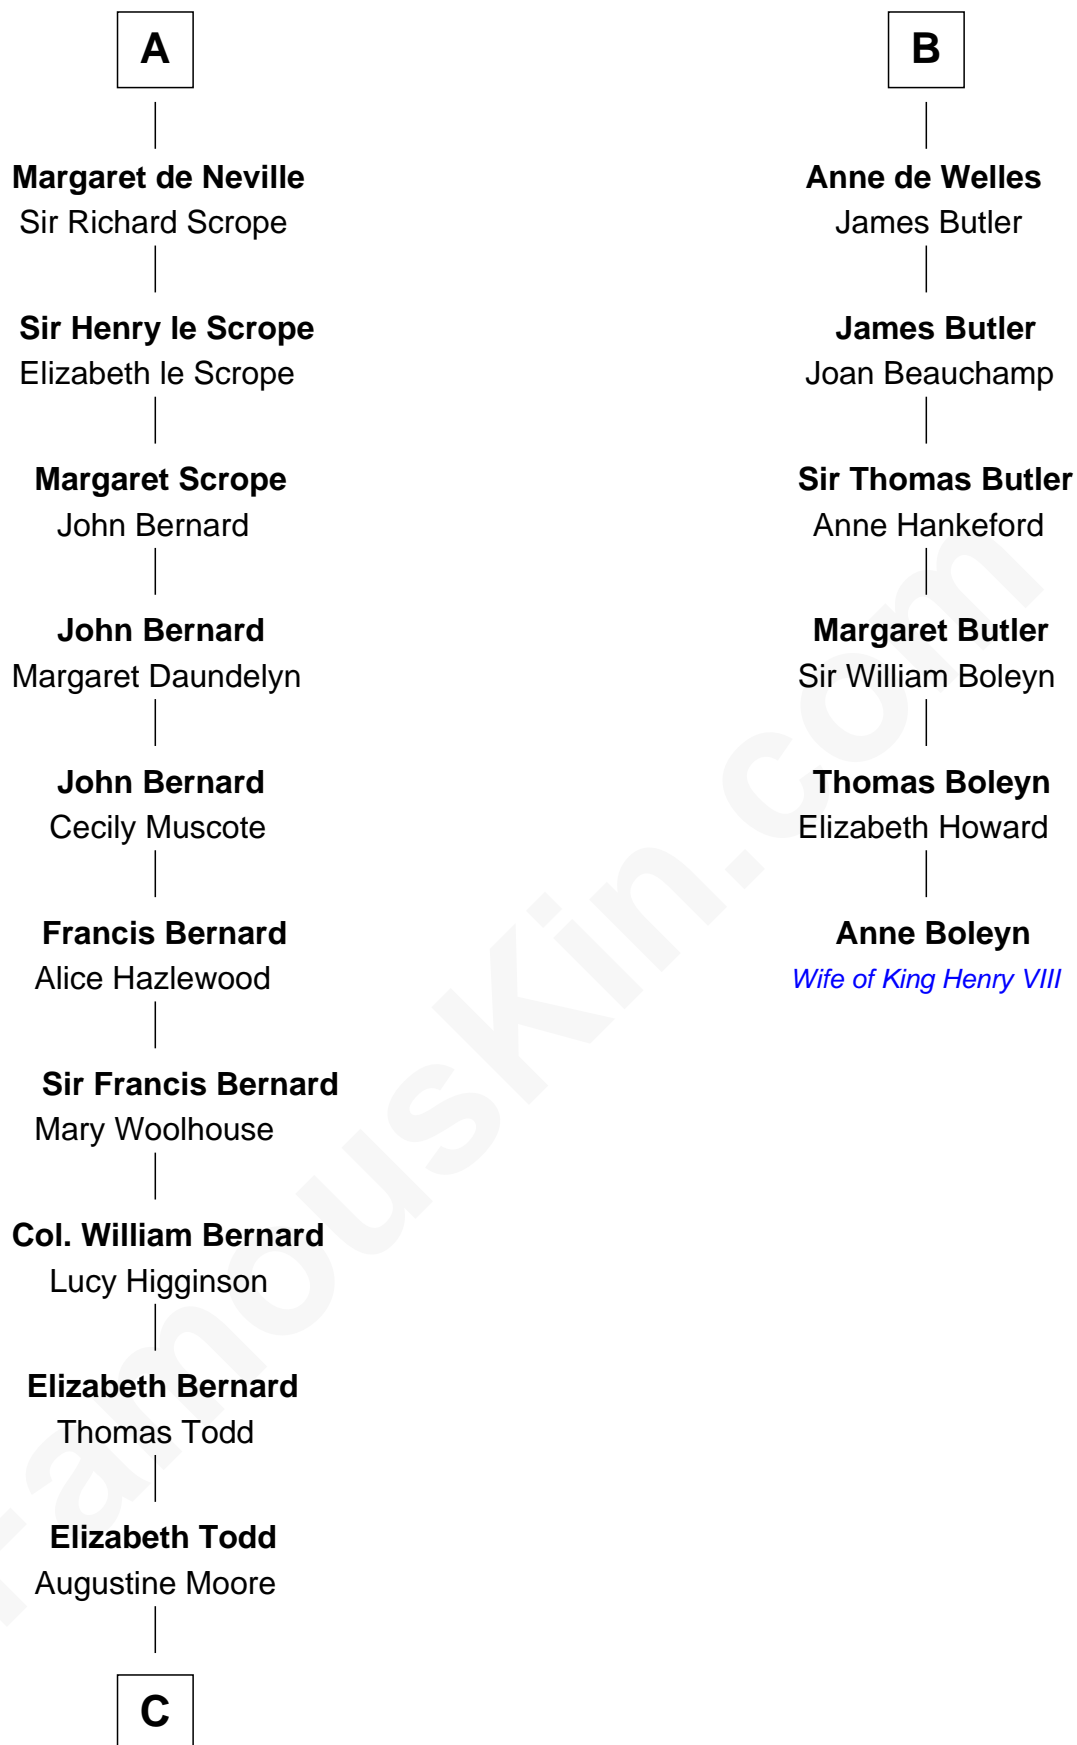 A
Margaret de Neville
Sir Richard Scrope
Sir Henry le Scrope
Elizabeth le Scrope
Margaret Scrope
John Bernard
John Bernard
Margaret Daundelyn
John Bernard
Cecily Muscote
Francis Bernard
Alice Hazlewood
Sir Francis Bernard
Mary Woolhouse
Col. William Bernard
Lucy Higginson
Elizabeth Bernard
Thomas Todd
Elizabeth Todd
Augustine Moore
C
B
Anne de Welles
James Butler
James Butler
Joan Beauchamp
Sir Thomas Butler
Anne Hankeford
Margaret Butler
Sir William Boleyn
Thomas Boleyn
Elizabeth Howard
Anne Boleyn
Wife of King Henry VIII
FamousKin.com